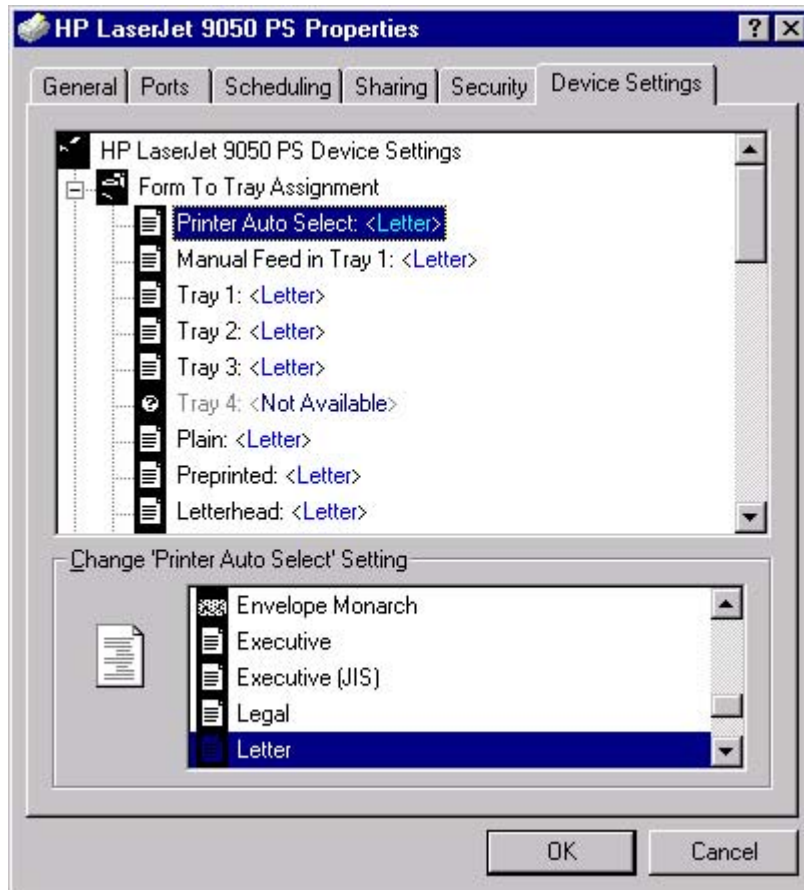 HP LaserJet 9050 PS Properties
General Ports Scheduling Sharing Security Device Settings
HP LaserJet 9050 PS Device Settings
Form To Tray Assignment
Printer Auto Select: <Letter>
Manual Feed in Tray 1: <Letter>
Tray 1: <Letter>
Tray 2: <Letter>
Tray 3: <Letter>
Tray 4: <Not Available>
Plain: <Letter>
Preprinted: <Letter>
Letterhead: <Letter>
Change 'Printer Auto Select' Setting
Envelope Monarch
Executive
Executive (JIS)
Legal
Letter
OK Cancel